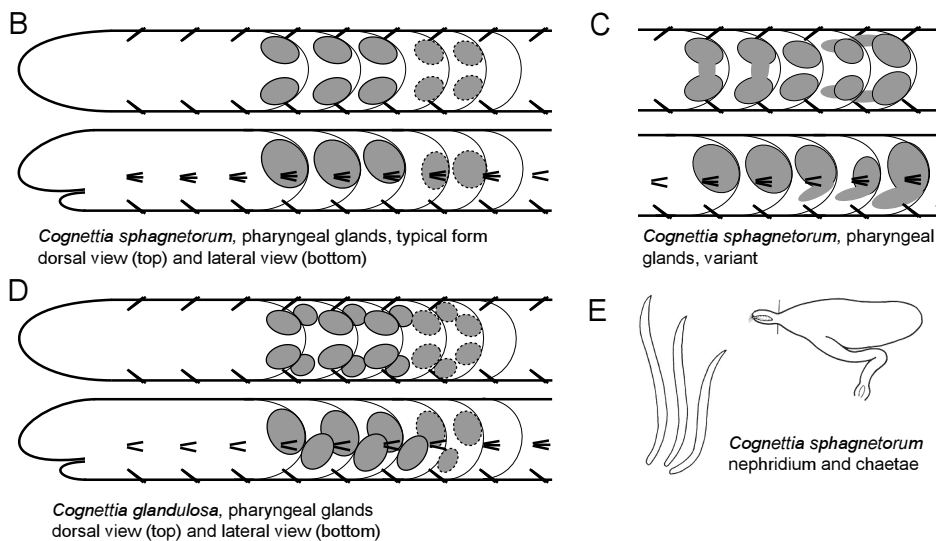 B
Cognettia sphagnetorum, pharyngeal glands, typical form
dorsal view (top) and lateral view (bottom)
C
Cognettia sphagnetorum, pharyngeal
glands, variant
D
Cognettia glandulosa, pharyngeal glands
dorsal view (top) and lateral view (bottom)
E
Cognettia sphagnetorum
nephridium and chaetae